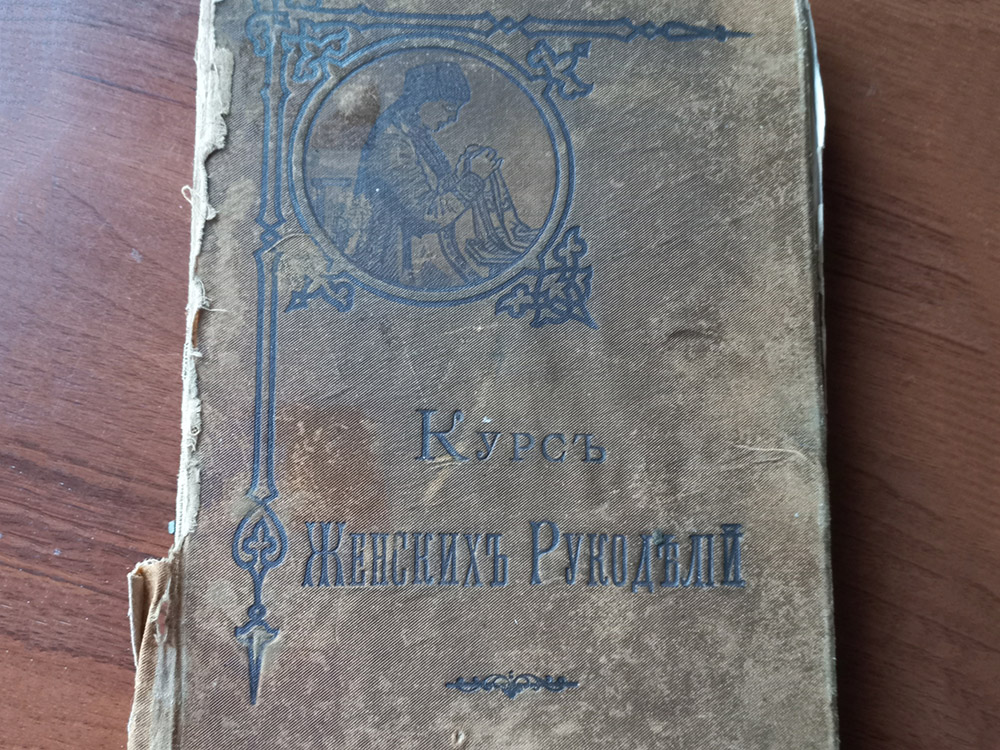 Курсъ
Женскихъ Рукодѣлій